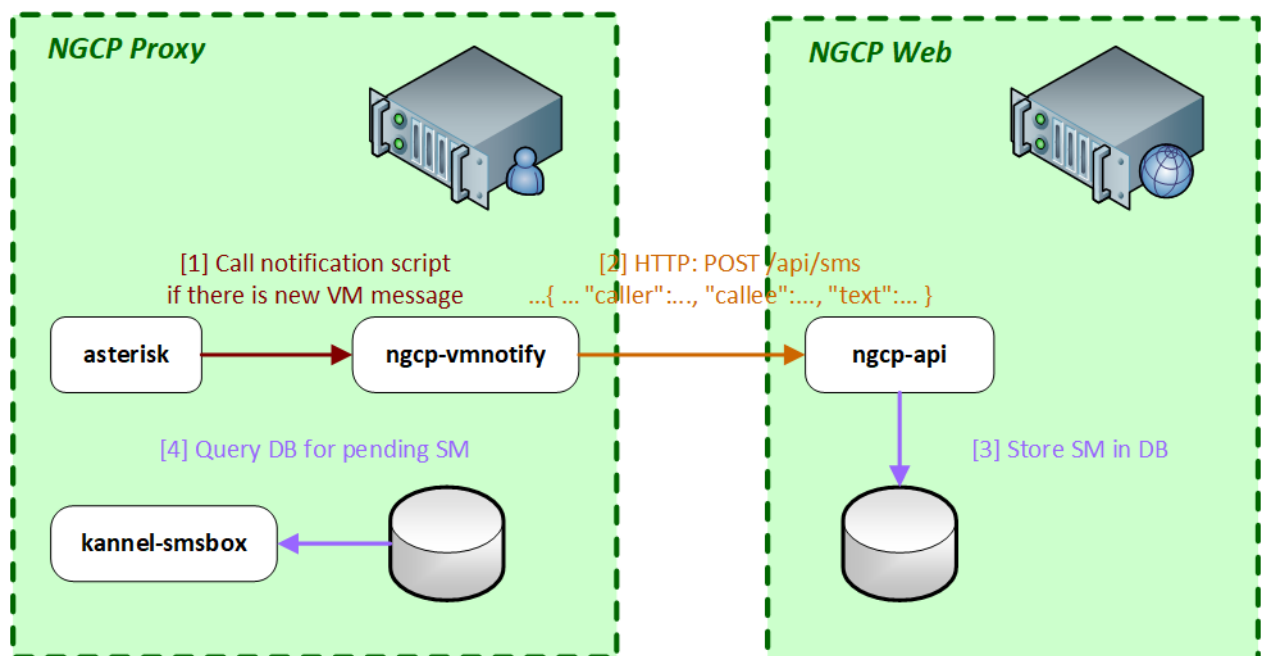 NGCP Proxy
NGCP Web
[1] Call notification script
if there is new VM message
[2] HTTP: POST /api/sms
...{ ... "caller":..., "callee":..., "text":... }
asterisk
ngcp-vmnotify
ngcp-api
[4] Query DB for pending SM
[3] Store SM in DB
kannel-smsbox